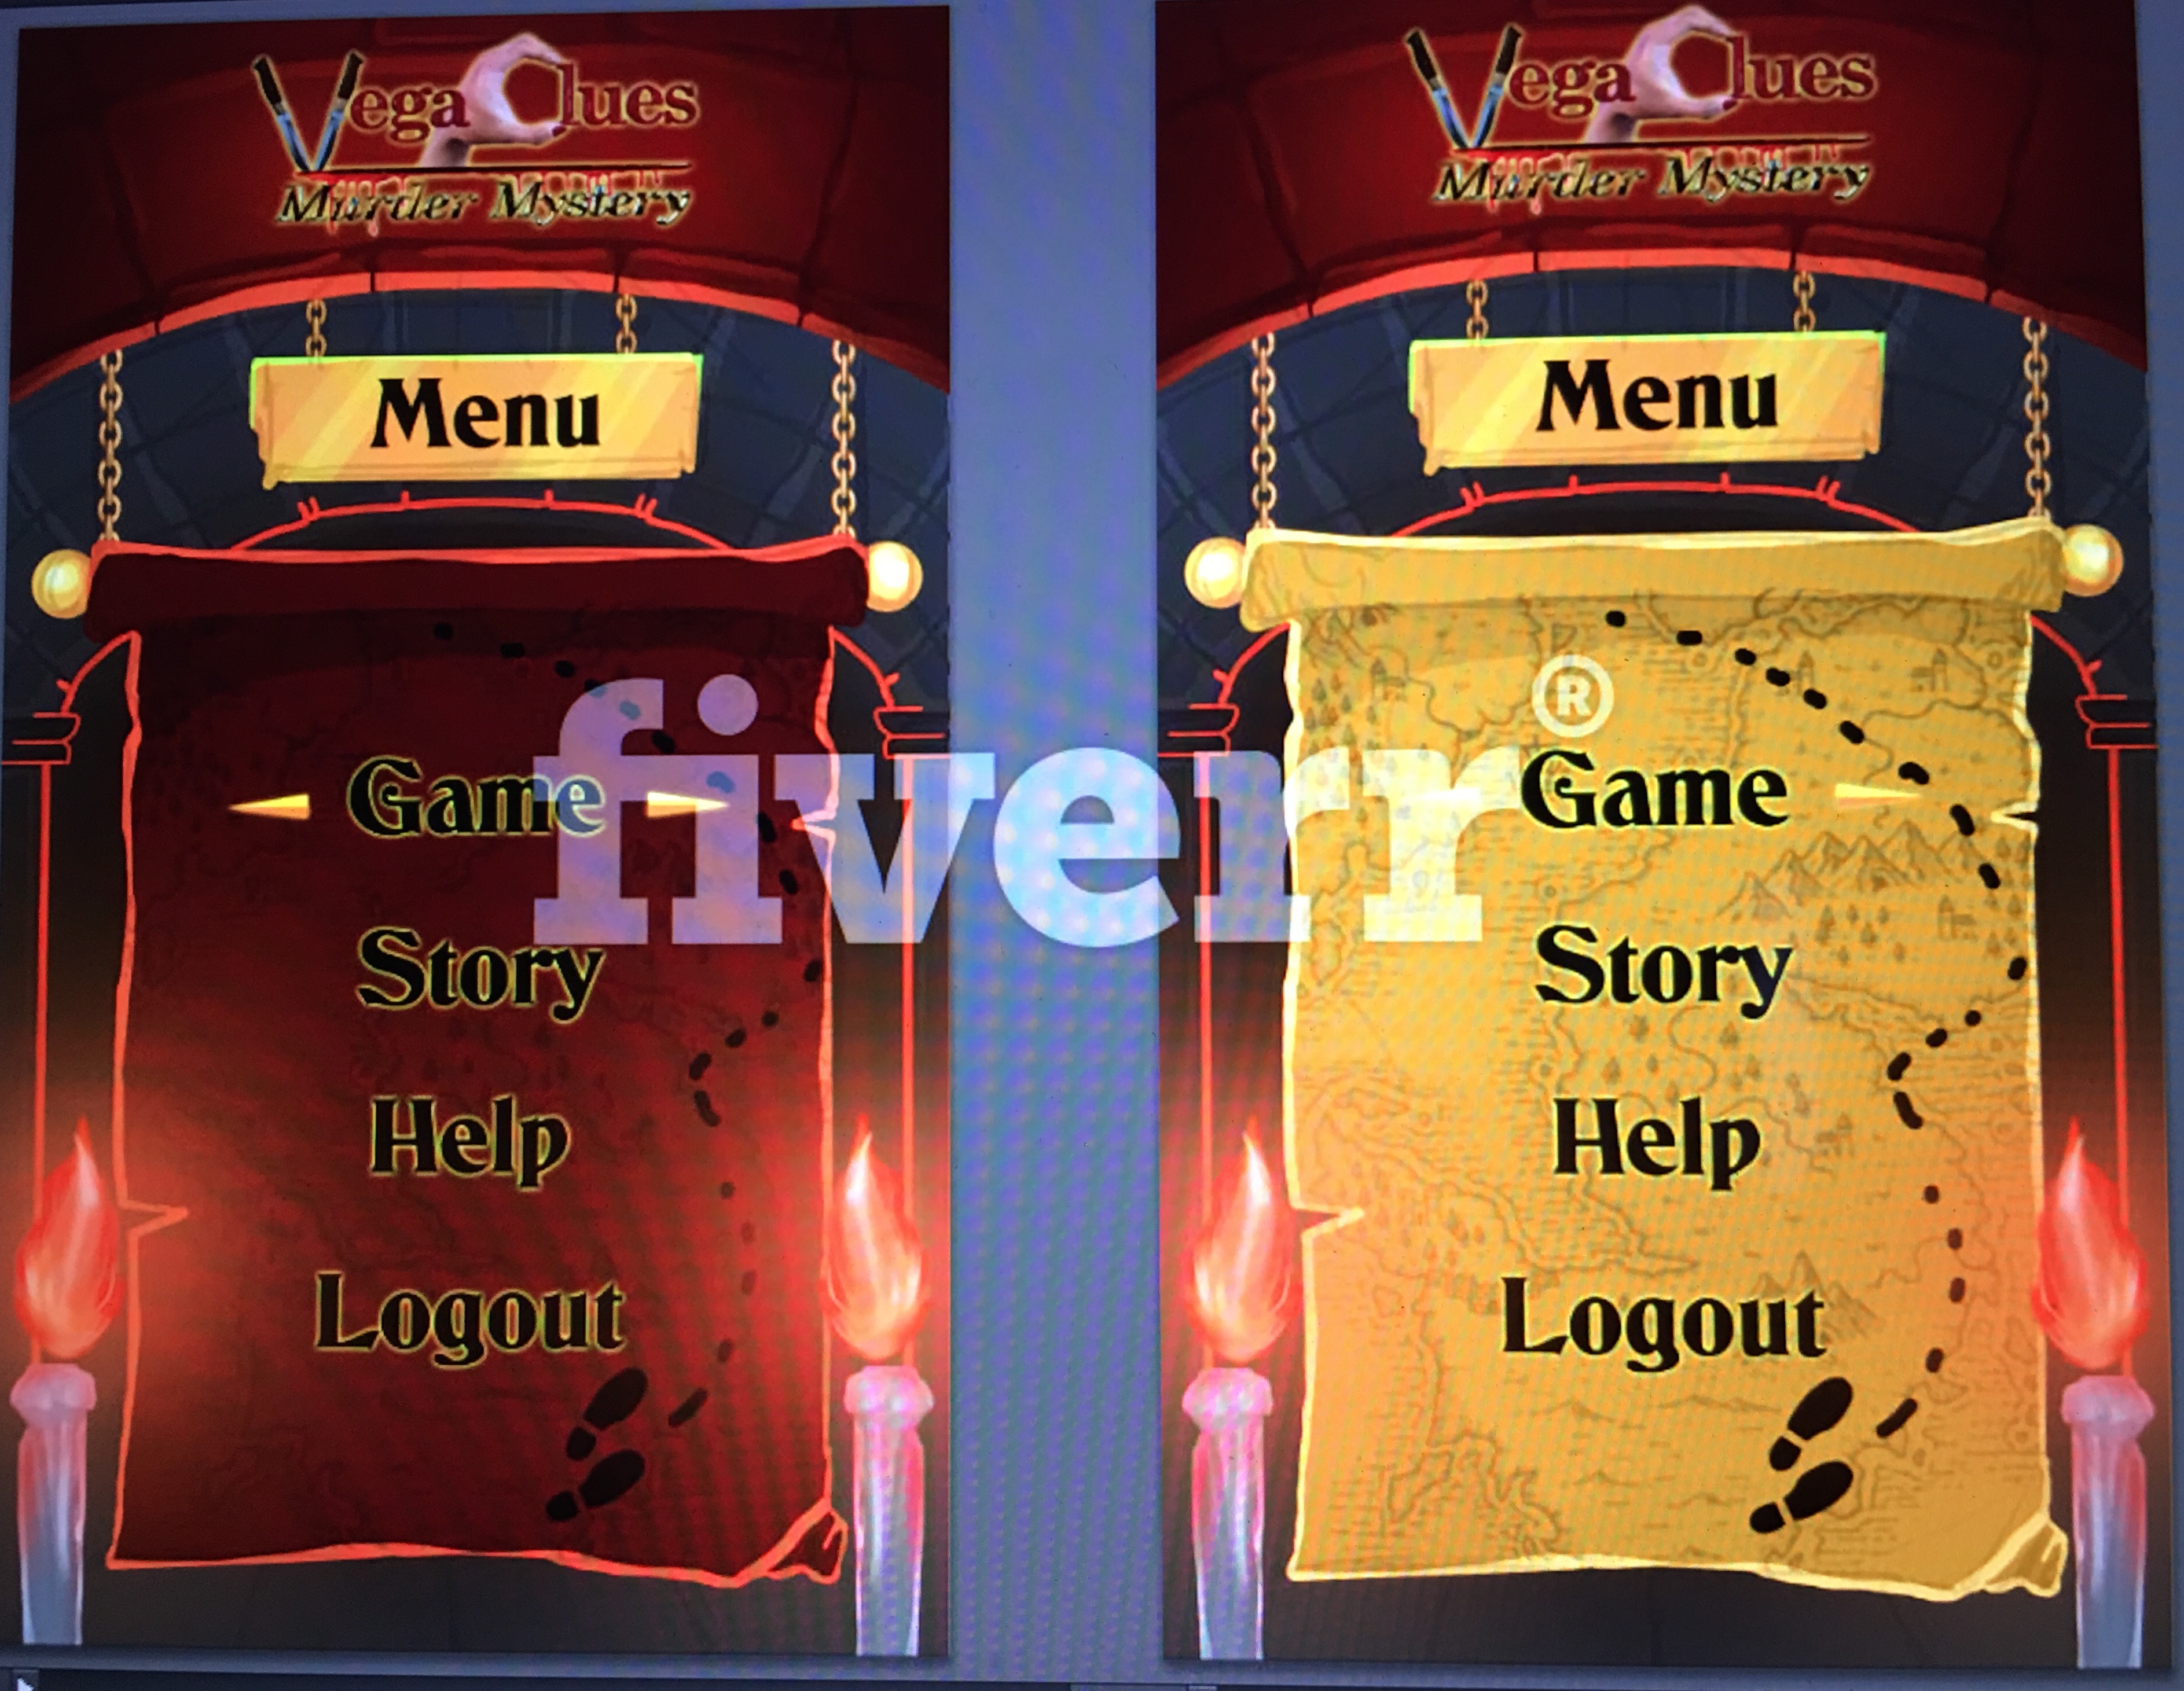 Vega Clues
Murder Mystery
Menu
Game
Story
Help
Logout
Vega Clues
Murder Mystery
Menu
Game
Story
Help
Logout
fiverr®